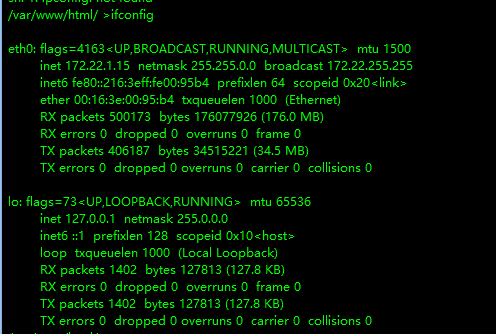 /var/www/html/ >ifconfig
eth0: flags=4163<UP,BROADCAST,RUNNING,MULTICAST> mtu 1500
inet 172.22.1.15 netmask 255.255.0.0 broadcast 172.22.255.255
inet6 fe80::216:3eff:fe00:95b4 prefixlen 64 scopeid 0x20<link>
ether 00:16:3e:00:95:b4 txqueuelen 1000 (Ethernet)
RX packets 500173 bytes 176077926 (176.0 MB)
RX errors 0 dropped 0 overruns 0 frame 0
TX packets 406187 bytes 34515221 (34.5 MB)
TX errors 0 dropped 0 overruns 0 carrier 0 collisions 0
lo: flags=73<UP,LOOPBACK,RUNNING> mtu 65536
inet 127.0.0.1 netmask 255.0.0.0
inet6 ::1 prefixlen 128 scopeid 0x10<host>
loop txqueuelen 1000 (Local Loopback)
RX packets 1402 bytes 127813 (127.8 KB)
RX errors 0 dropped 0 overruns 0 frame 0
TX packets 1402 bytes 127813 (127.8 KB)
TX errors 0 dropped 0 overruns 0 carrier 0 collisions 0